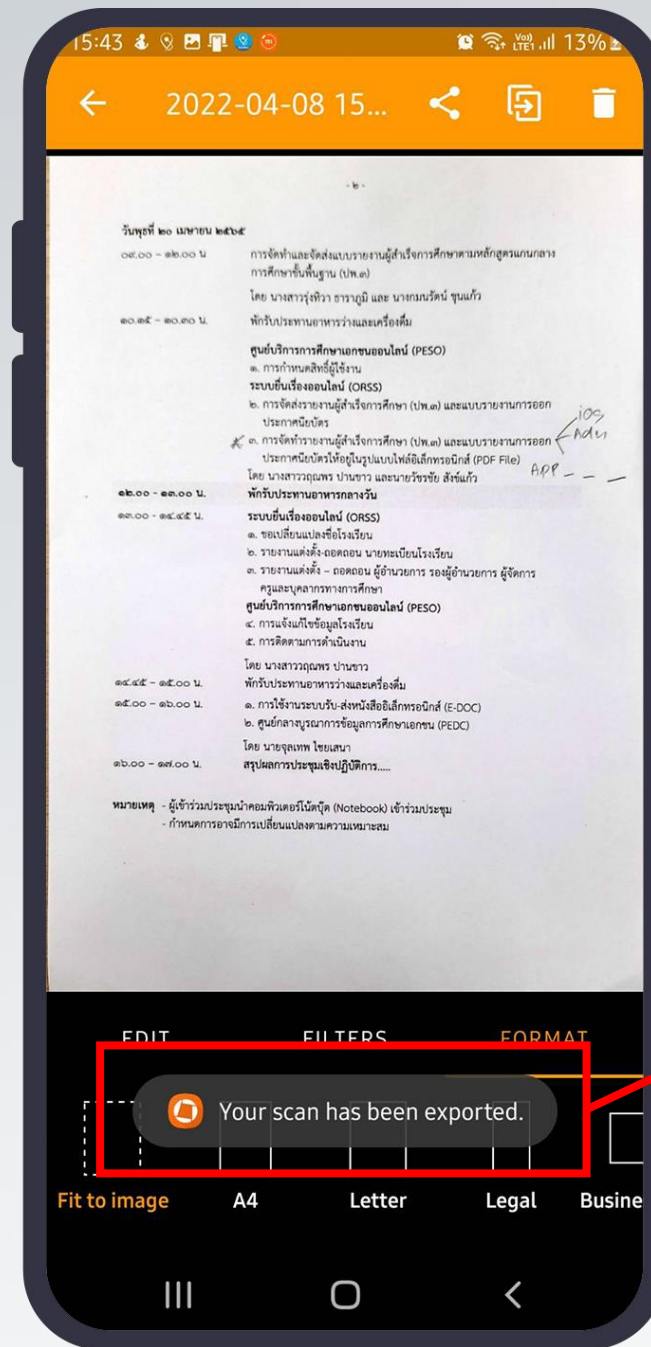 15:43 13%
2022-04-08 15...
- ๒ -
วันพุธที่ ๒๐ เมษายน ๒๕๖๕
๐๙.๐๐ – ๑๒.๐๐ น การจัดทำและจัดส่งแบบรายงานผู้สำเร็จการศึกษาตามหลักสูตรแกนกลาง
การศึกษาขั้นพื้นฐาน (ปพ.๓)
โดย นางสาวรุ่งทิวา ธาราภูมิ และ นางกมนรัตน์ ขุนแก้ว
๑๐.๑๕ – ๑๐.๓๐ น. พักรับประทานอาหารว่างและเครื่องดื่ม
ศูนย์บริการการศึกษาเอกชนออนไลน์ (PESO)
๑. การกำหนดสิทธิ์ผู้ใช้งาน
ระบบยื่นเรื่องออนไลน์ (ORSS)
๒. การจัดส่งรายงานผู้สำเร็จการศึกษา (ปพ.๓) และแบบรายงานการออก
ประกาศนียบัตร
๓. การจัดทำรายงานผู้สำเร็จการศึกษา (ปพ.๓) และแบบรายงานการออก
ประกาศนียบัตรให้อยู่ในรูปแบบไฟล์อิเล็กทรอนิกส์ (PDF File)
ios
APP
โดย นางสาววฤณพร ปานขาว และนายวัชรชัย สังข์แก้ว
๑๒.๐๐ - ๑๓.๐๐ น. พักรับประทานอาหารกลางวัน
๑๓.๐๐ - ๑๔.๔๕ น. ระบบยื่นเรื่องออนไลน์ (ORSS)
๑. ขอเปลี่ยนแปลงชื่อโรงเรียน
๒. รายงานแต่งตั้ง-ถอดถอน นายทะเบียนโรงเรียน
๓. รายงานแต่งตั้ง – ถอดถอน ผู้อำนวยการ รองผู้อำนวยการ ผู้จัดการ
ครูและบุคลากรทางการศึกษา
ศูนย์บริการการศึกษาเอกชนออนไลน์ (PESO)
๔. การแจ้งแก้ไขข้อมูลโรงเรียน
๕. การติดตามการดำเนินงาน
โดย นางสาววฤณพร ปานขาว
๑๔.๔๕ – ๑๕.๐๐ น. พักรับประทานอาหารว่างและเครื่องดื่ม
๑๕.๐๐ – ๑๖.๐๐ น. ๑. การใช้งานระบบรับ-ส่งหนังสืออิเล็กทรอนิกส์ (E-DOC)
๒. ศูนย์กลางบูรณาการข้อมูลการศึกษาเอกชน (PEDC)
โดย นายจุลเทพ ไชยเสนา
๑๖.๐๐ – ๑๗.๐๐ น. สรุปผลการประชุมเชิงปฏิบัติการ.....
หมายเหตุ - ผู้เข้าร่วมประชุมนำคอมพิวเตอร์โน้ตบุ๊ค (Notebook) เข้าร่วมประชุม
- กำหนดการอาจมีการเปลี่ยนแปลงตามความเหมาะสม
EDIT FILTERS FORMAT
Your scan has been exported.
Fit to image A4 Letter Legal Busine